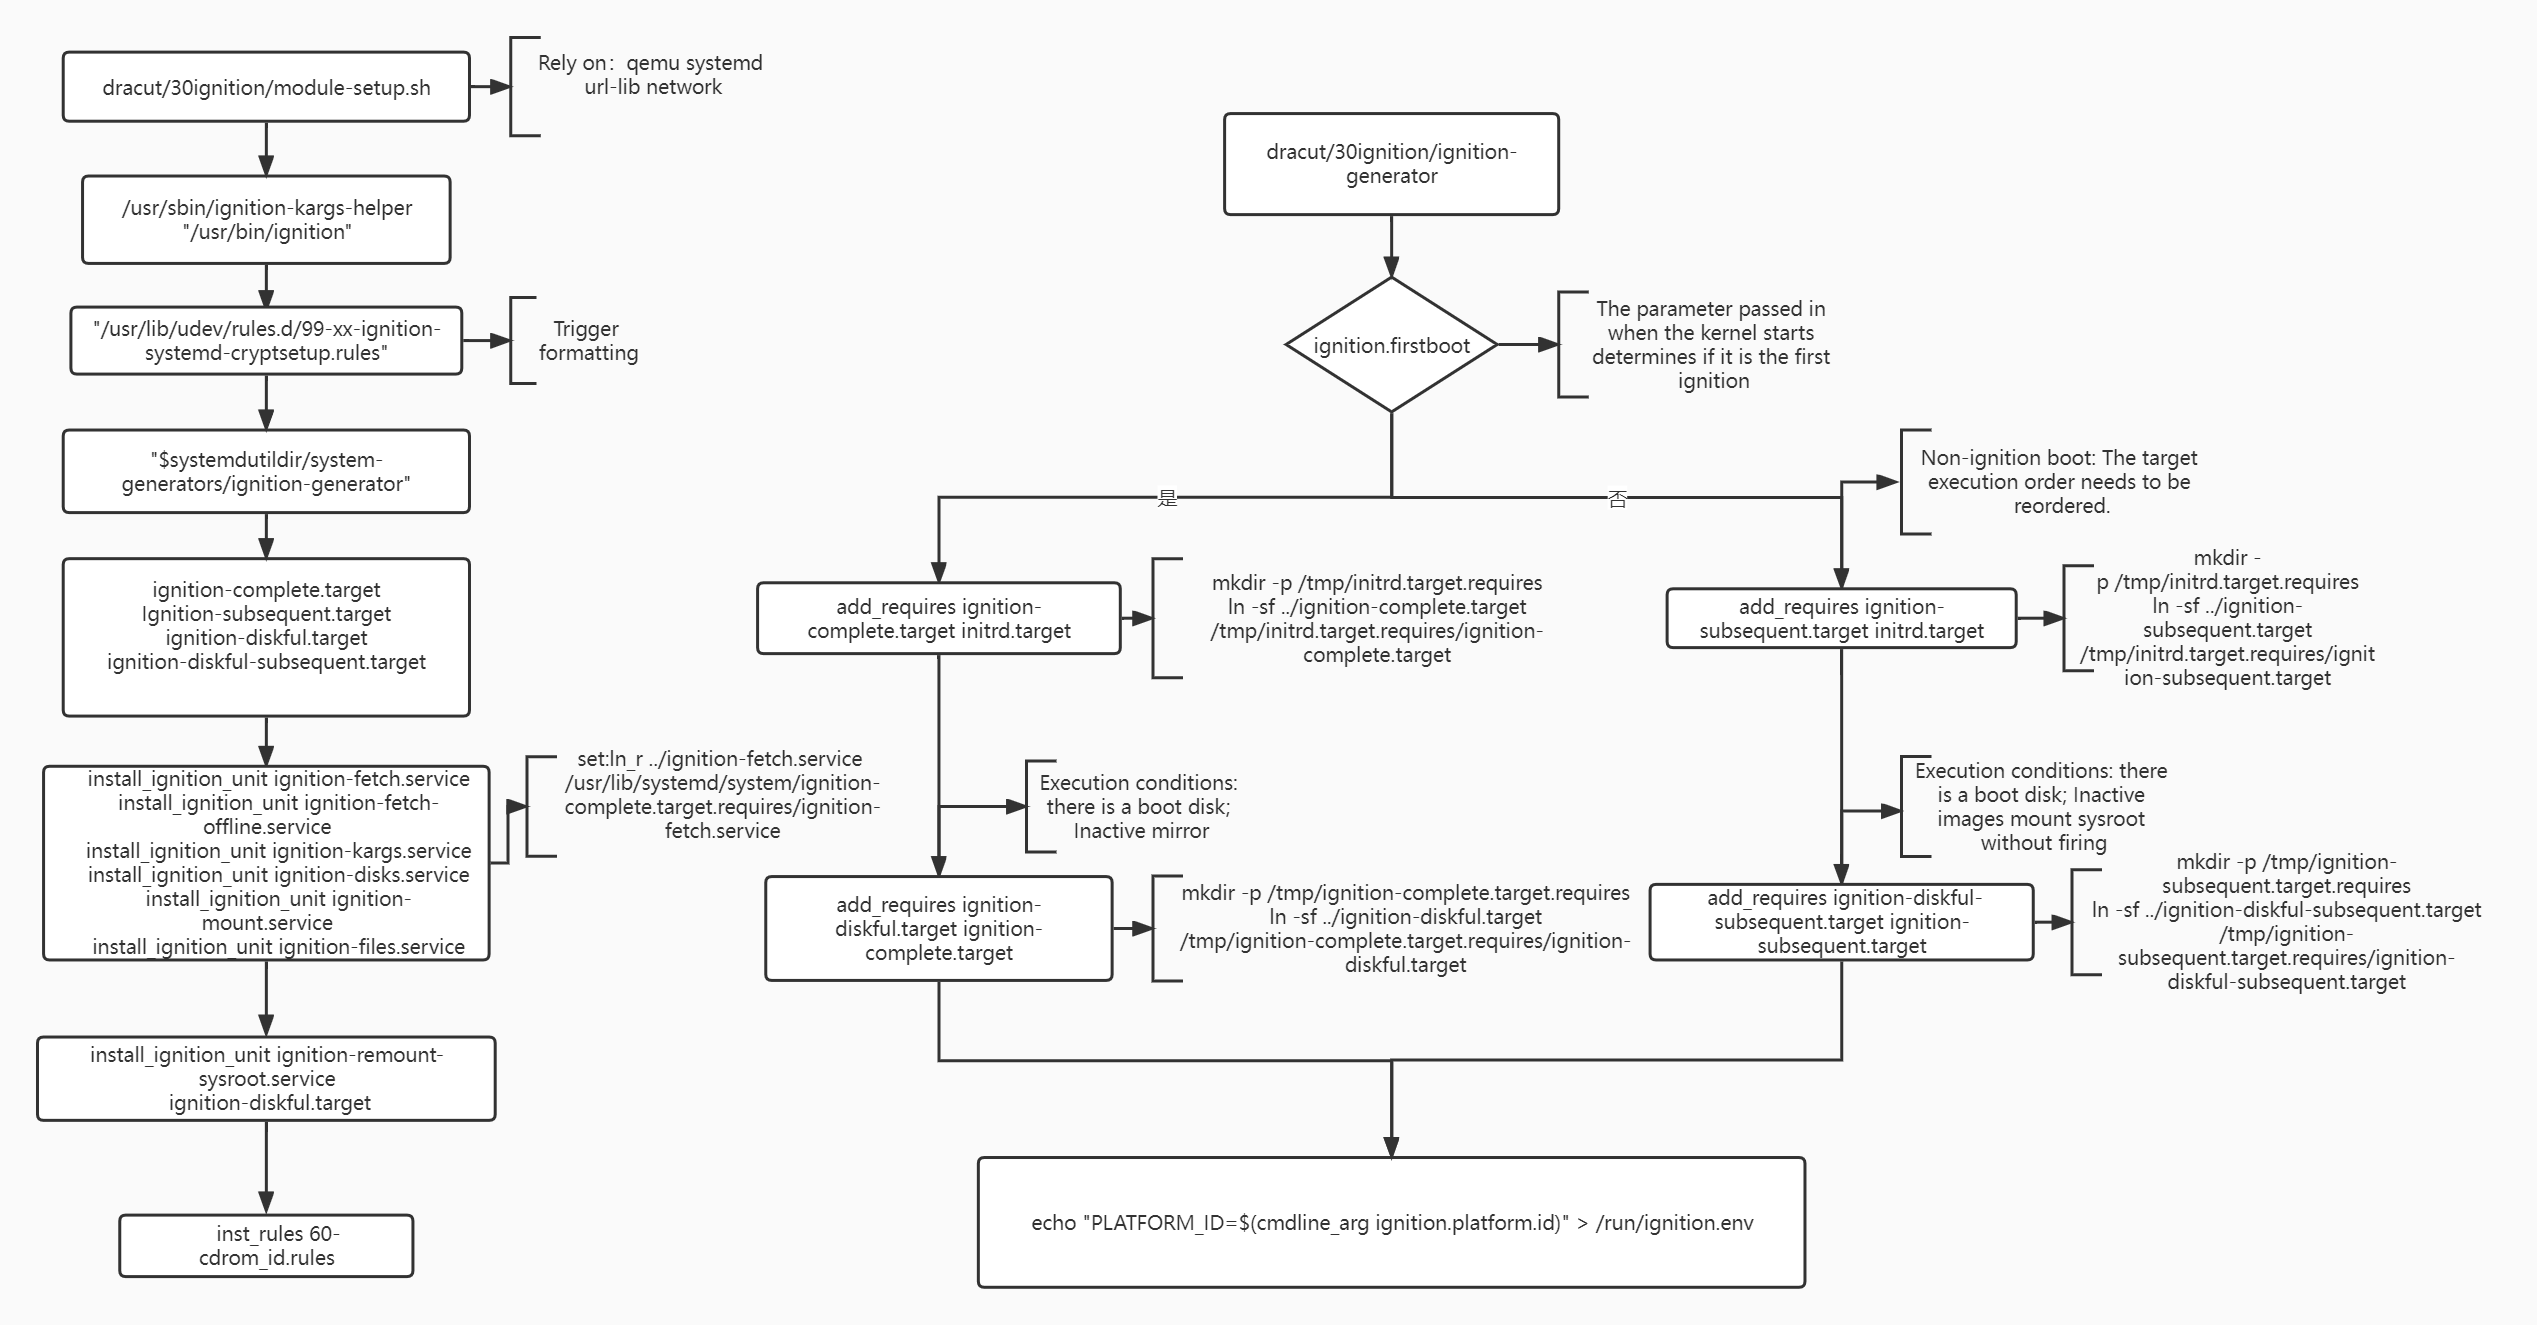 dracut/30ignition/module-setup.sh
Rely on：qemu systemd
url-lib network
/usr/sbin/ignition-kargs-helper
"/usr/bin/ignition"
"/usr/lib/udev/rules.d/99-xx-ignition-
systemd-cryptsetup.rules"
Trigger
formatting
"$systemdutildir/system-
generators/ignition-generator"
ignition-complete.target
Ignition-subsequent.target
ignition-diskful.target
ignition-diskful-subsequent.target
install_ignition_unit ignition-fetch.service
install_ignition_unit ignition-fetch-
offline.service
install_ignition_unit ignition-kargs.service
install_ignition_unit ignition-disks.service
install_ignition_unit ignition-
mount.service
install_ignition_unit ignition-files.service
set:ln_r ../ignition-fetch.service
/usr/lib/systemd/system/ignition-
complete.target.requires/ignition-
fetch.service
install_ignition_unit ignition-remount-
sysroot.service
ignition-diskful.target
inst_rules 60-
cdrom_id.rules
dracut/30ignition/ignition-
generator
ignition.firstboot
The parameter passed in
when the kernel starts
determines if it is the first
ignition
是
否
Non-ignition boot: The target
execution order needs to be
reordered.
add_requires ignition-
complete.target initrd.target
mkdir -p /tmp/initrd.target.requires
ln -sf ../ignition-complete.target
/tmp/initrd.target.requires/ignition-
complete.target
add_requires ignition-
subsequent.target initrd.target
mkdir -
p /tmp/initrd.target.requires
ln -sf ../ignition-
subsequent.target
/tmp/initrd.target.requires/ignit
ion-subsequent.target
Execution conditions:
there is a boot disk;
Inactive mirror
Execution conditions: there
is a boot disk; Inactive
images mount sysroot
without firing
add_requires ignition-
diskful.target ignition-
complete.target
mkdir -p /tmp/ignition-complete.target.requires
ln -sf ../ignition-diskful.target
/tmp/ignition-complete.target.requires/ignition-
diskful.target
add_requires ignition-diskful-
subsequent.target ignition-
subsequent.target
mkdir -p /tmp/ignition-
subsequent.target.requires
ln -sf ../ignition-diskful-subsequent.target
/tmp/ignition-
subsequent.target.requires/ignition-
diskful-subsequent.target
echo "PLATFORM_ID=$(cmdline_arg ignition.platform.id)" > /run/ignition.env